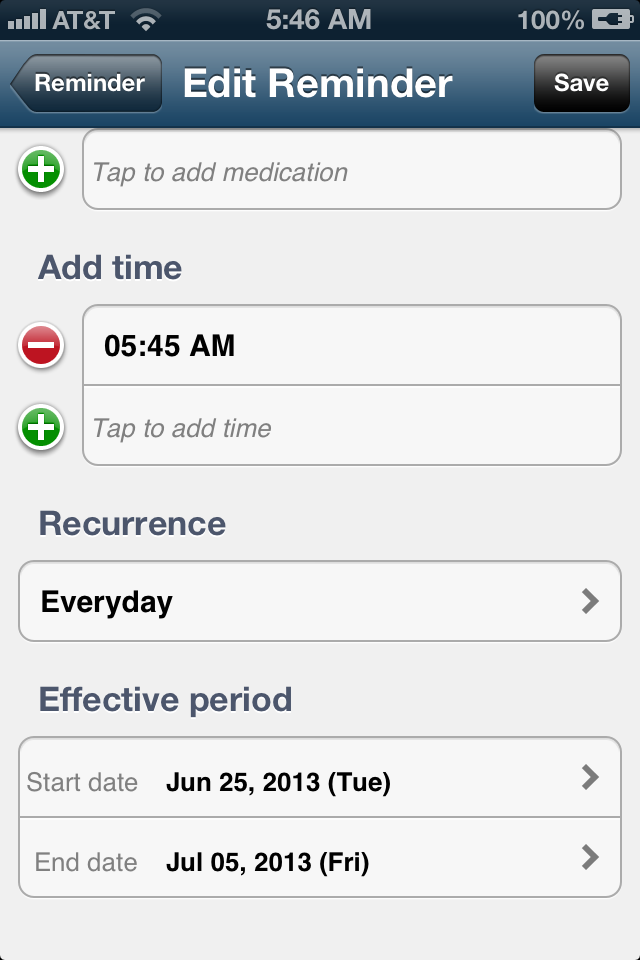 AT&T 5:46 AM 100%
Reminder Edit Reminder Save
Tap to add medication
Add time
05:45 AM
Tap to add time
Recurrence
Everyday
Effective period
Start date Jun 25, 2013 (Tue)
End date Jul 05, 2013 (Fri)